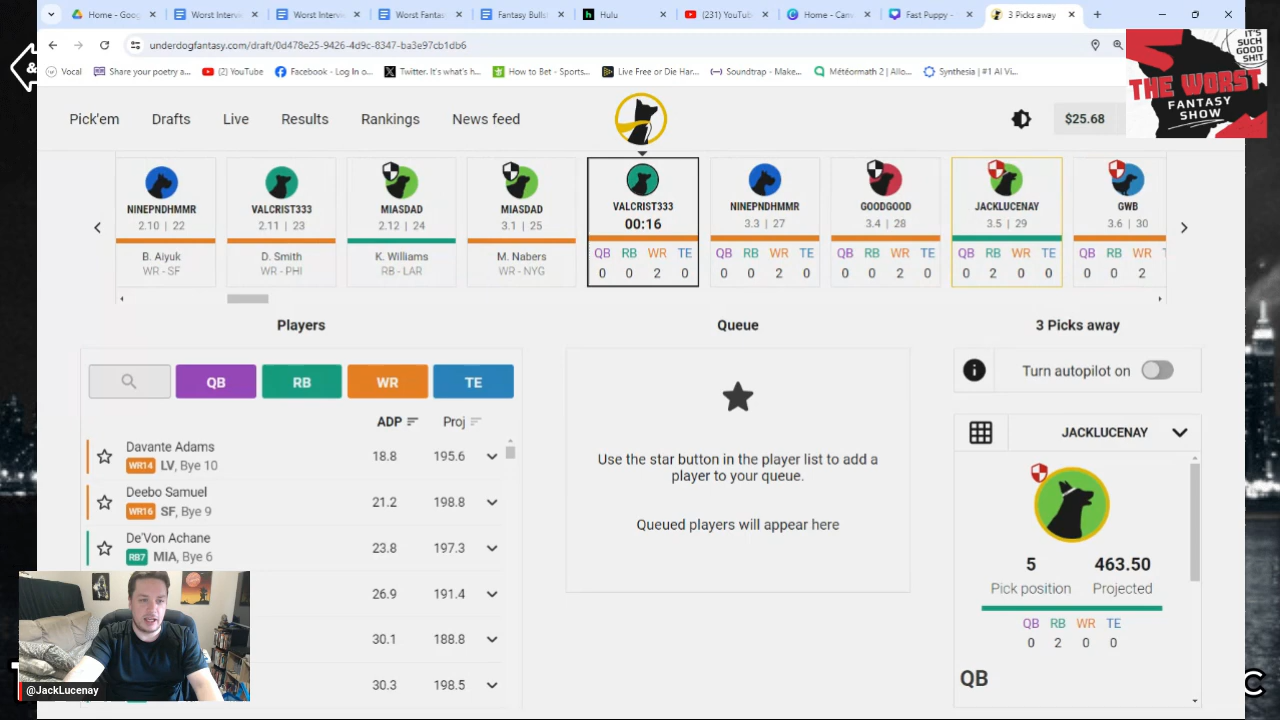 Home - Goog
Worst Intervi
Worst Intervi
Worst Fantas
Fantasy Bulls
Hulu
(231) YouTu
Home - Can
Fast Puppy -
3 Picks away
underdogfantasy.com/draft/0d478e25-9426-4d9c-8347-ba3e97cb1db6
Vocal
Share your poetry a...
(2) YouTube
Facebook - Log In o...
Twitter. It's what's h...
How to Bet - Sports...
Live Free or Die Har...
Soundtrap - Make...
Météormath 2 | Allo...
Synthesia | #1 AI Vi...
IT'S
SUCH
GOOD
SH!T
THE WORST
FANTASY
SHOW
Pick'em
Drafts
Live
Results
Rankings
News feed
$25.68
NINEPNDHMMR
2.10 | 22
B. Aiyuk
WR - SF
VALCRIST333
2.11 | 23
D. Smith
WR - PHI
MIASDAD
2.12 | 24
K. Williams
RB - LAR
MIASDAD
3.1 | 25
M. Nabers
WR - NYG
VALCRIST333
00:16
QB RB WR TE
0 0 2 0
NINEPNDHMMR
3.3 | 27
QB RB WR TE
0 0 2 0
GOODGOOD
3.4 | 28
QB RB WR TE
0 0 2 0
JACKLUCENAY
3.5 | 29
QB RB WR TE
0 2 0 0
GWB
3.6 | 30
QB RB WR
0 0 2
Players
QB
RB
WR
TE
ADP
Proj
Davante Adams
WR14 LV, Bye 10
18.8
195.6
Deebo Samuel
WR16 SF, Bye 9
21.2
198.8
De'Von Achane
RB7 MIA, Bye 6
23.8
197.3
26.9
191.4
30.1
188.8
30.3
198.5
Queue
Use the star button in the player list to add a
player to your queue.
Queued players will appear here
3 Picks away
Turn autopilot on
JACKLUCENAY
5
463.50
Pick position
Projected
QB RB WR TE
0 2 0 0
QB
@JackLucenay